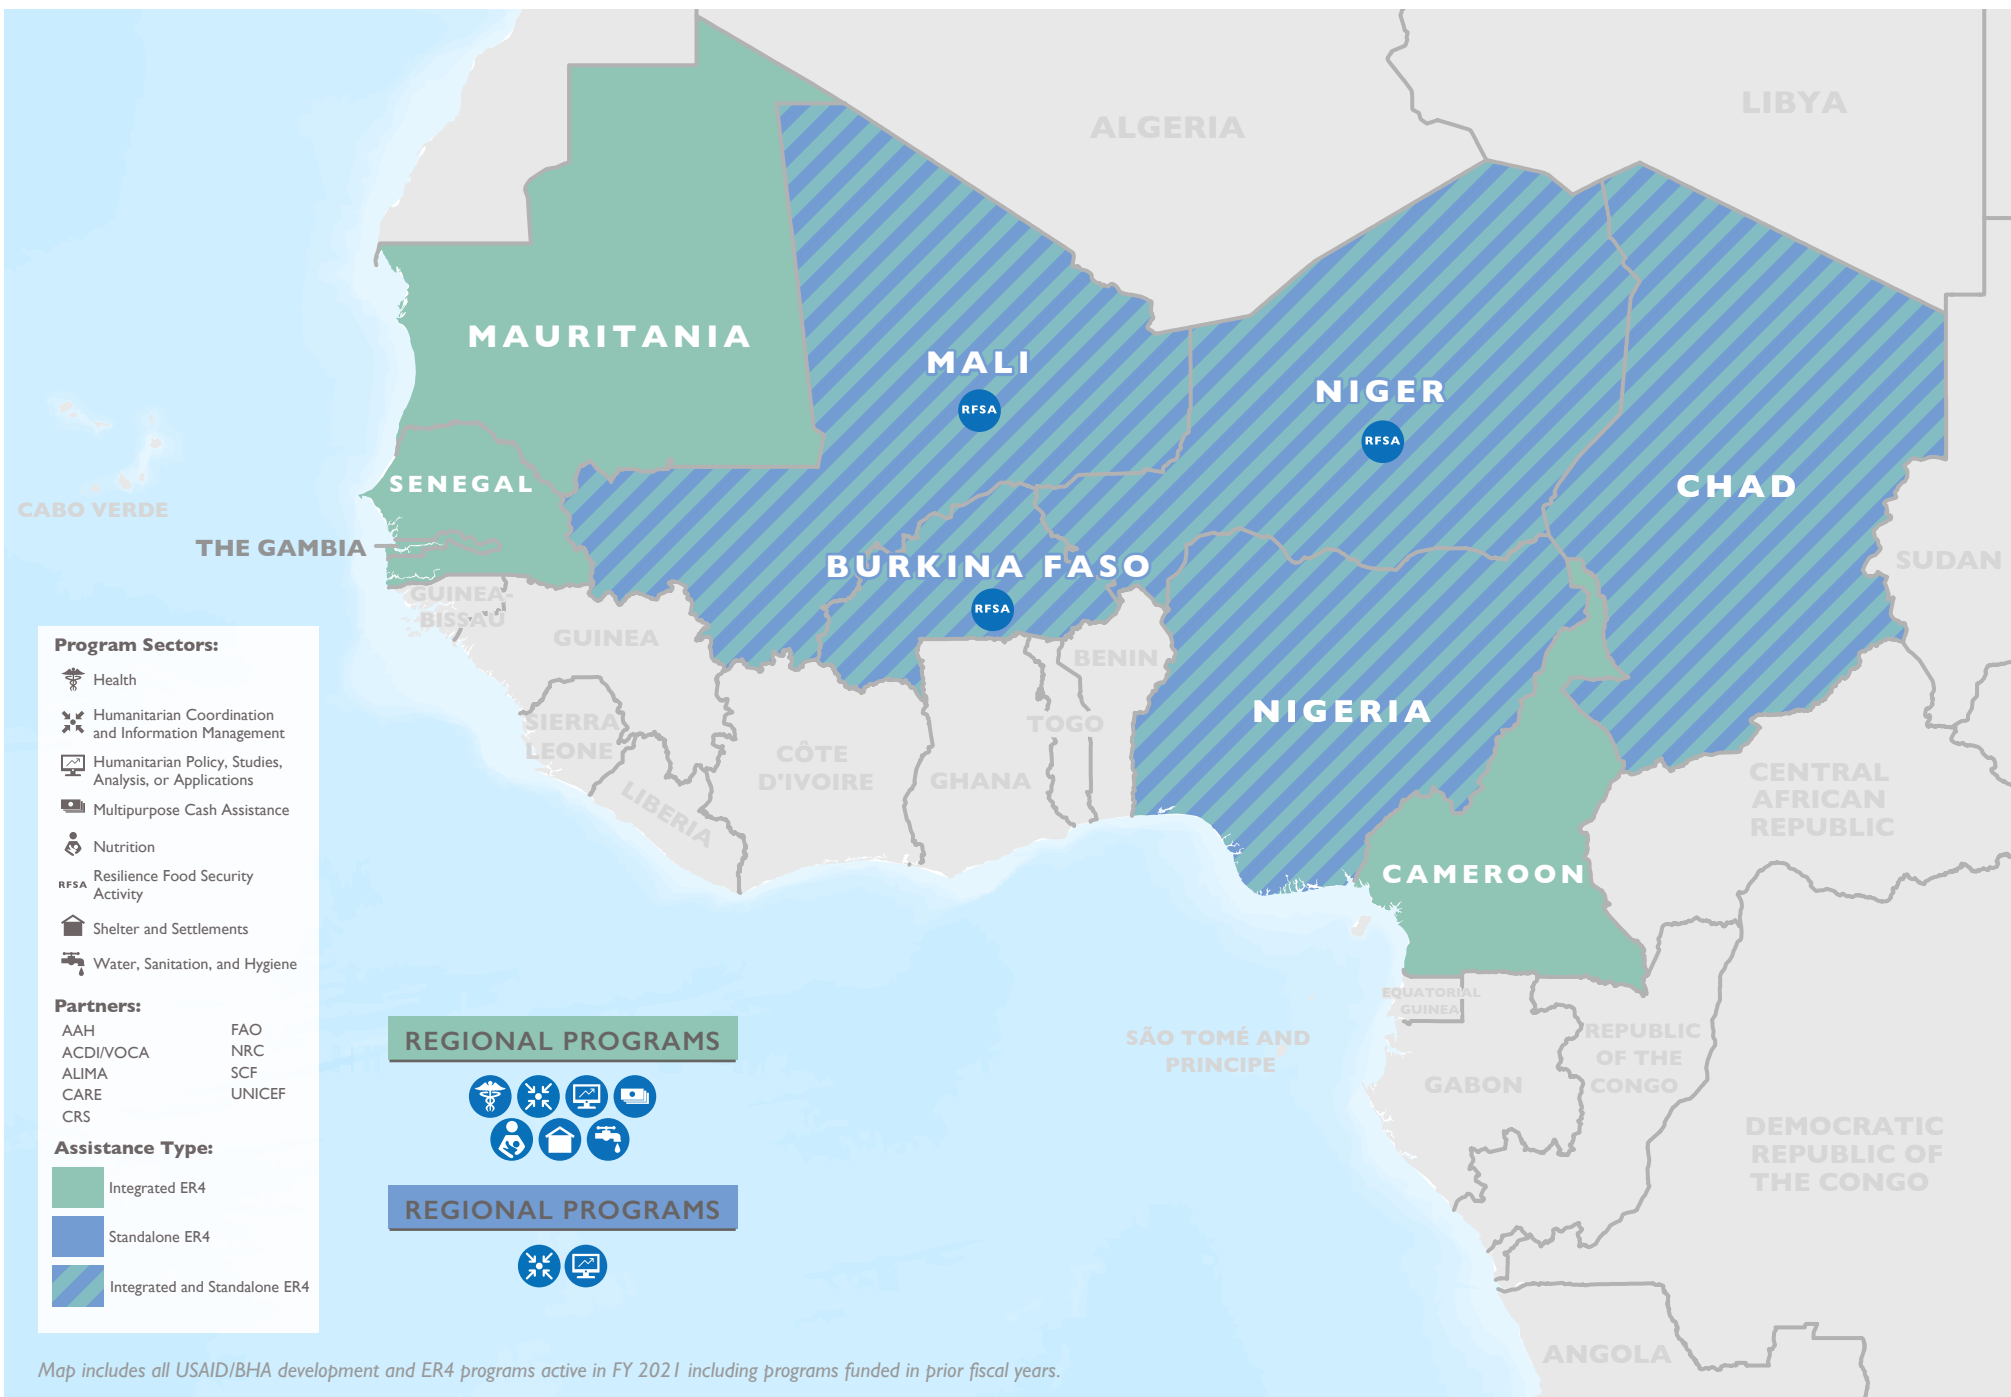 ALGERIA
LIBYA
MAURITANIA
MALI
RFSA
NIGER
RFSA
CHAD
SENEGAL
CABO VERDE
THE GAMBIA
BURKINA FASO
RFSA
SUDAN
GUINEA-
BISSAU
GUINEA
BENIN
NIGERIA
SIERRA
LEONE
TOGO
CÔTE
D'IVOIRE
GHANA
LIBERIA
CENTRAL
AFRICAN
REPUBLIC
CAMEROON
EQUATORIAL
GUINEA
SÃO TOMÉ AND
PRINCIPE
REPUBLIC
OF THE
CONGO
GABON
DEMOCRATIC
REPUBLIC OF
THE CONGO
ANGOLA
Program Sectors:
Health
Humanitarian Coordination
and Information Management
Humanitarian Policy, Studies,
Analysis, or Applications
Multipurpose Cash Assistance
Nutrition
RFSA Resilience Food Security
Activity
Shelter and Settlements
Water, Sanitation, and Hygiene
Partners:
AAH
ACDI/VOCA
ALIMA
CARE
CRS
FAO
NRC
SCF
UNICEF
Assistance Type:
Integrated ER4
Standalone ER4
Integrated and Standalone ER4
REGIONAL PROGRAMS
REGIONAL PROGRAMS
Map includes all USAID/BHA development and ER4 programs active in FY 2021 including programs funded in prior fiscal years.